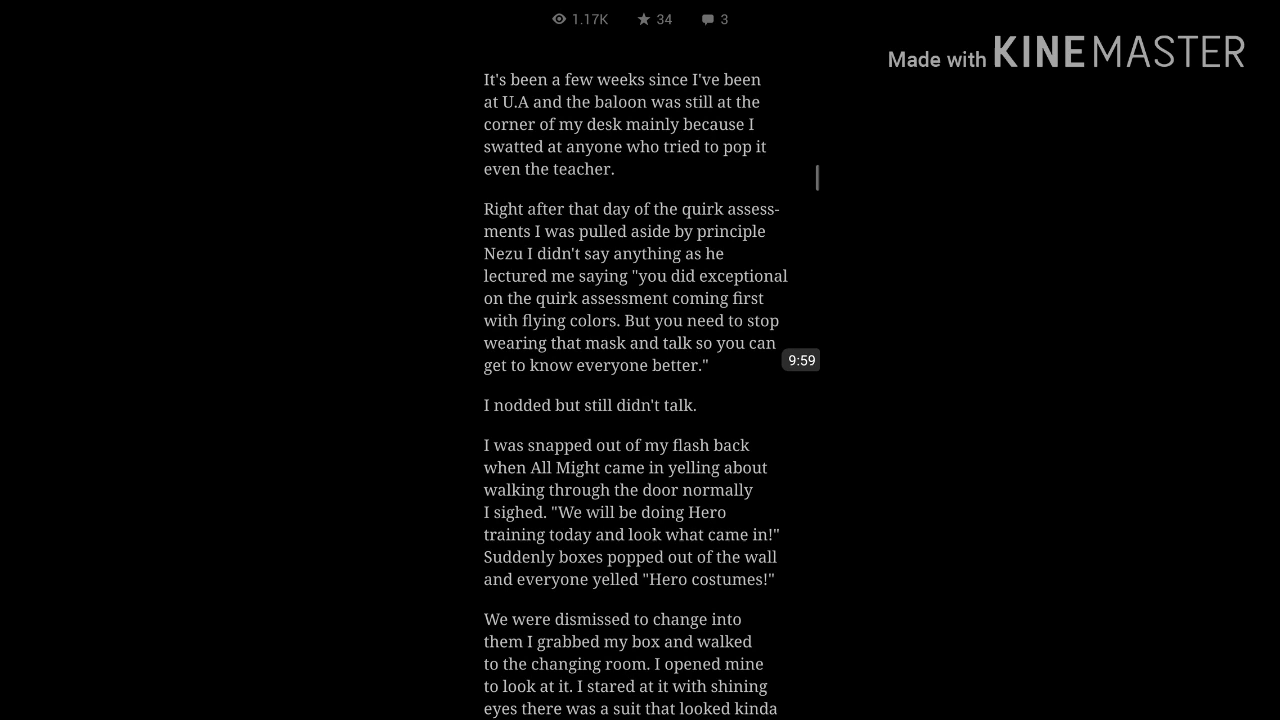 1.17K 34 3
Made with KINEMASTER
It's been a few weeks since I've been
at U.A and the baloon was still at the
corner of my desk mainly because I
swatted at anyone who tried to pop it
even the teacher.
Right after that day of the quirk assess-
ments I was pulled aside by principle
Nezu I didn't say anything as he
lectured me saying "you did exceptional
on the quirk assessment coming first
with flying colors. But you need to stop
wearing that mask and talk so you can
get to know everyone better."
9:59
I nodded but still didn't talk.
I was snapped out of my flash back
when All Might came in yelling about
walking through the door normally
I sighed. "We will be doing Hero
training today and look what came in!"
Suddenly boxes popped out of the wall
and everyone yelled "Hero costumes!"
We were dismissed to change into
them I grabbed my box and walked
to the changing room. I opened mine
to look at it. I stared at it with shining
eyes there was a suit that looked kinda